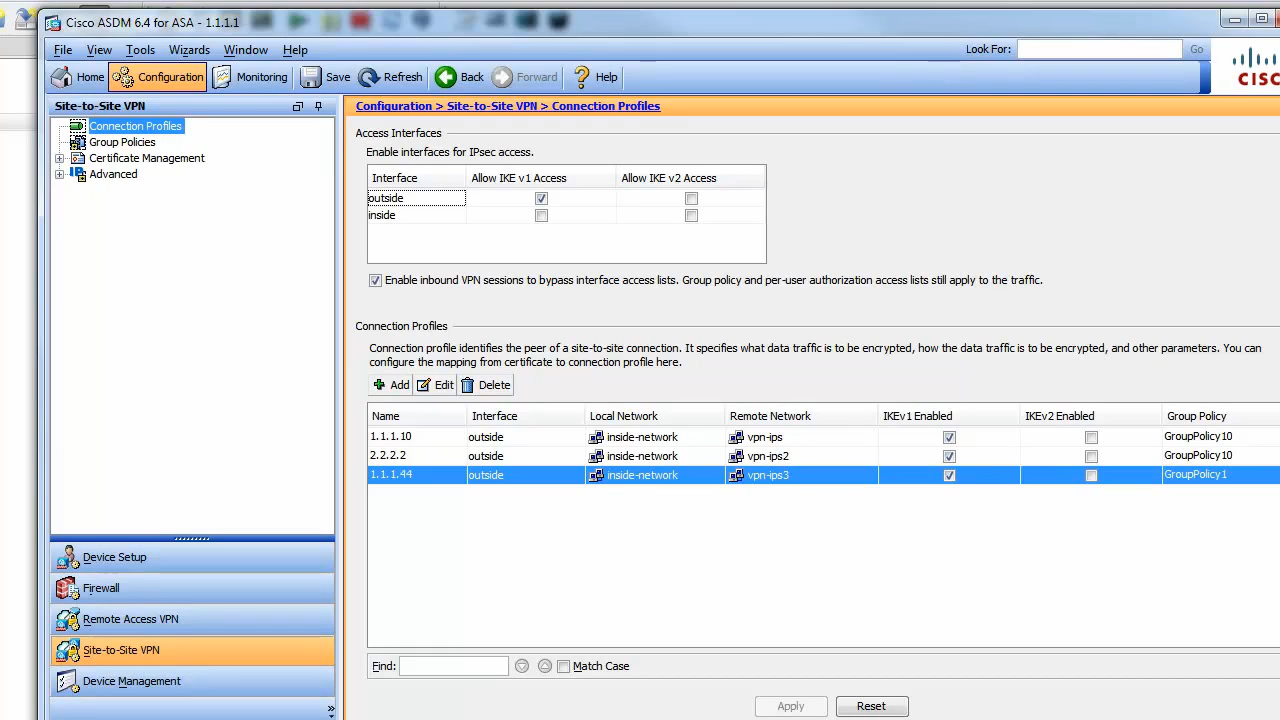 Cisco ASDM 6.4 for ASA - 1.1.1.1
File View Tools Wizards Window Help Look For: Go
Home Configuration Monitoring Save Refresh Back Forward Help
CISC
Site-to-Site VPN
Connection Profiles
Group Policies
Certificate Management
Advanced
Device Setup
Firewall
Remote Access VPN
Site-to-Site VPN
Device Management
»
Configuration > Site-to-Site VPN > Connection Profiles
Access Interfaces
Enable interfaces for IPsec access.
Interface Allow IKE v1 Access Allow IKE v2 Access
outside
inside
Enable inbound VPN sessions to bypass interface access lists. Group policy and per-user authorization access lists still apply to the traffic.
Connection Profiles
Connection profile identifies the peer of a site-to-site connection. It specifies what data traffic is to be encrypted, how the data traffic is to be encrypted, and other parameters. You can
configure the mapping from certificate to connection profile here.
Add Edit Delete
Name Interface Local Network Remote Network IKEv1 Enabled IKEv2 Enabled Group Policy
1.1.1.10 outside inside-network vpn-ips GroupPolicy10
2.2.2.2 outside inside-network vpn-ips2 GroupPolicy10
1.1.1.44 outside inside-network vpn-ips3 GroupPolicy1
Find: Match Case
Apply Reset